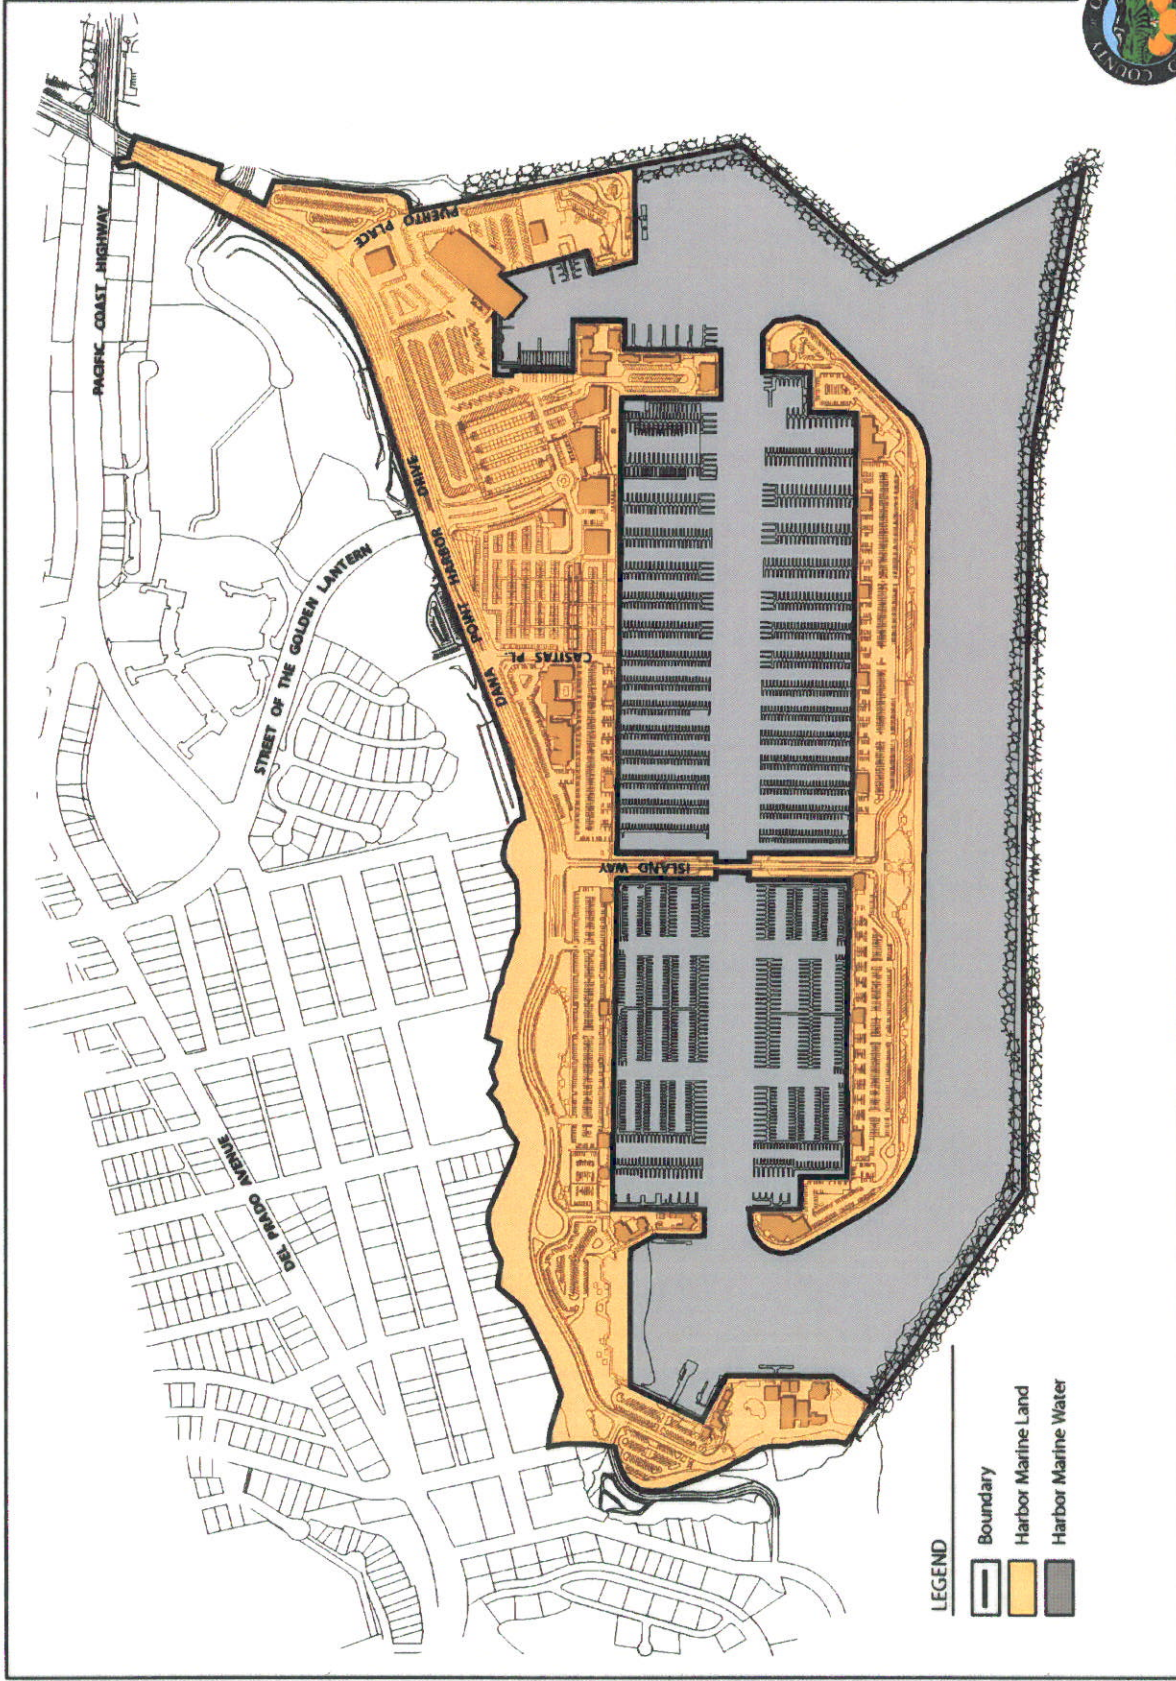 PACIFIC COAST HIGHWAY
PUERTO PLACE
STREET OF THE GOLDEN LANTERN
DANA POINT HARBOR DRIVE
CASITAS PL.
ISLAND WAY
DEL PRADO AVENUE
LEGEND
Boundary
Harbor Marine Land
Harbor Marine Water
COUNTY